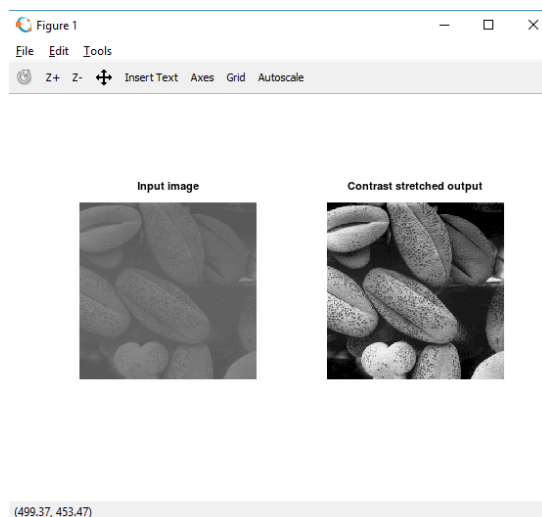 Figure 1
File Edit Tools
Z+ Z- Insert Text Axes Grid Autoscale
Input image Contrast stretched output
(499.37, 453.47)